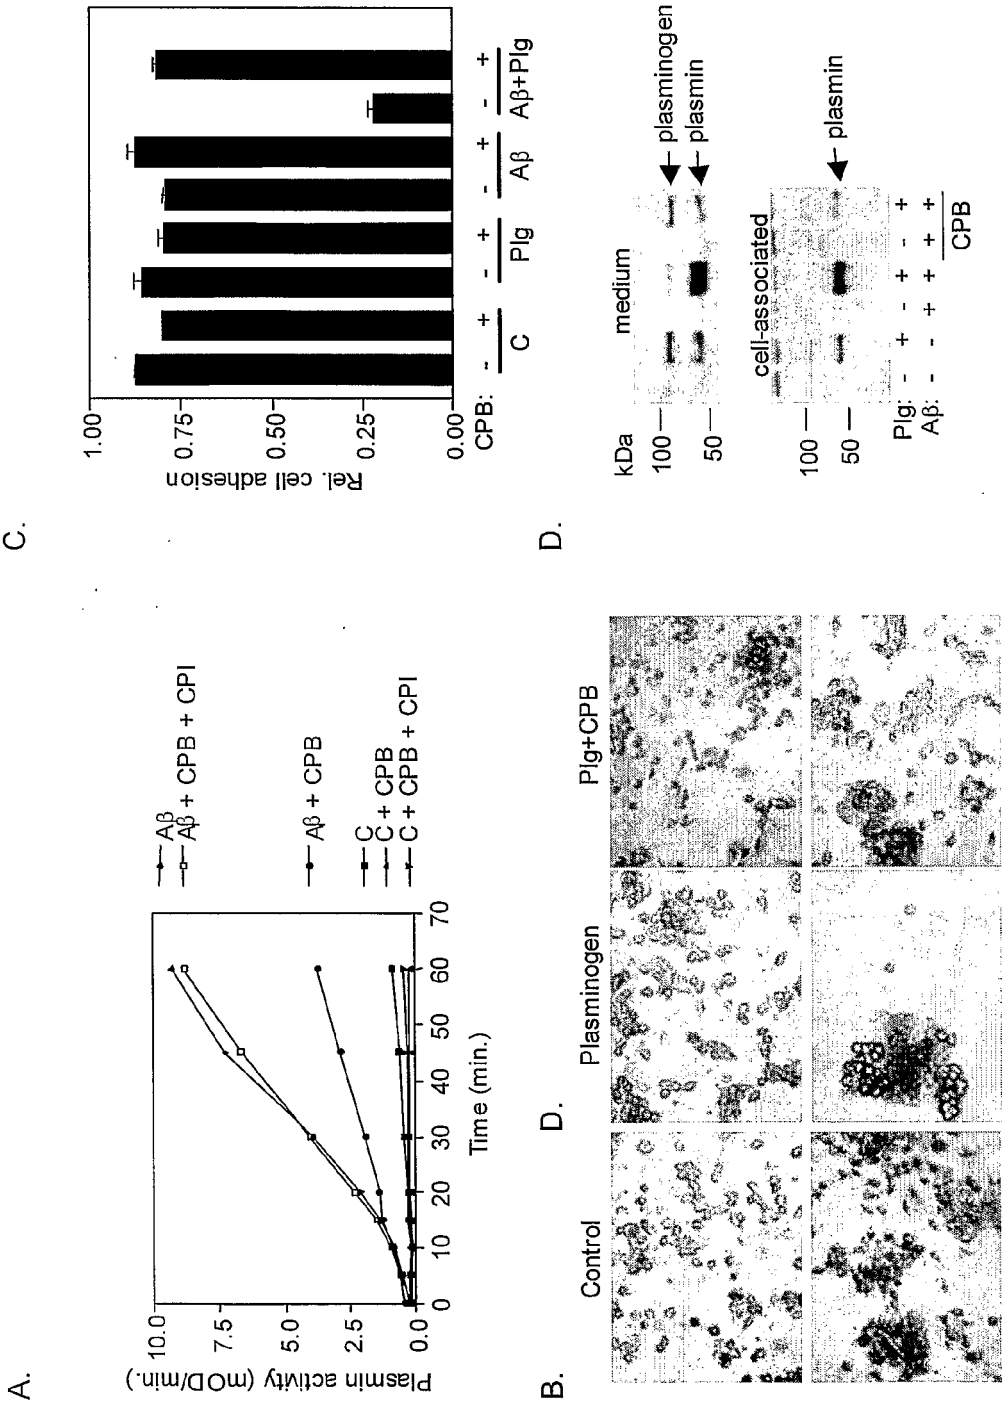 A.
Plasmin activity (mOD/min.)
10.0
7.5
5.0
2.5
0.0
0 10 20 30 40 50 60 70
Time (min.)
Aβ
Aβ + CPB + CPI
Aβ + CPB
C
C + CPB
C + CPB + CPI
C.
Rel. cell adhesion
1.00
0.75
0.50
0.25
0.00
CPB: - + - + - + - +
C Plg Aβ Aβ+Plg
B.
D.
Control Plasminogen Plg+CPB
D.
kDa
medium
100
50
plasminogen
plasmin
cell-associated
100
50
plasmin
Plg: - + - + - +
Aβ: - - + + + +
CPB